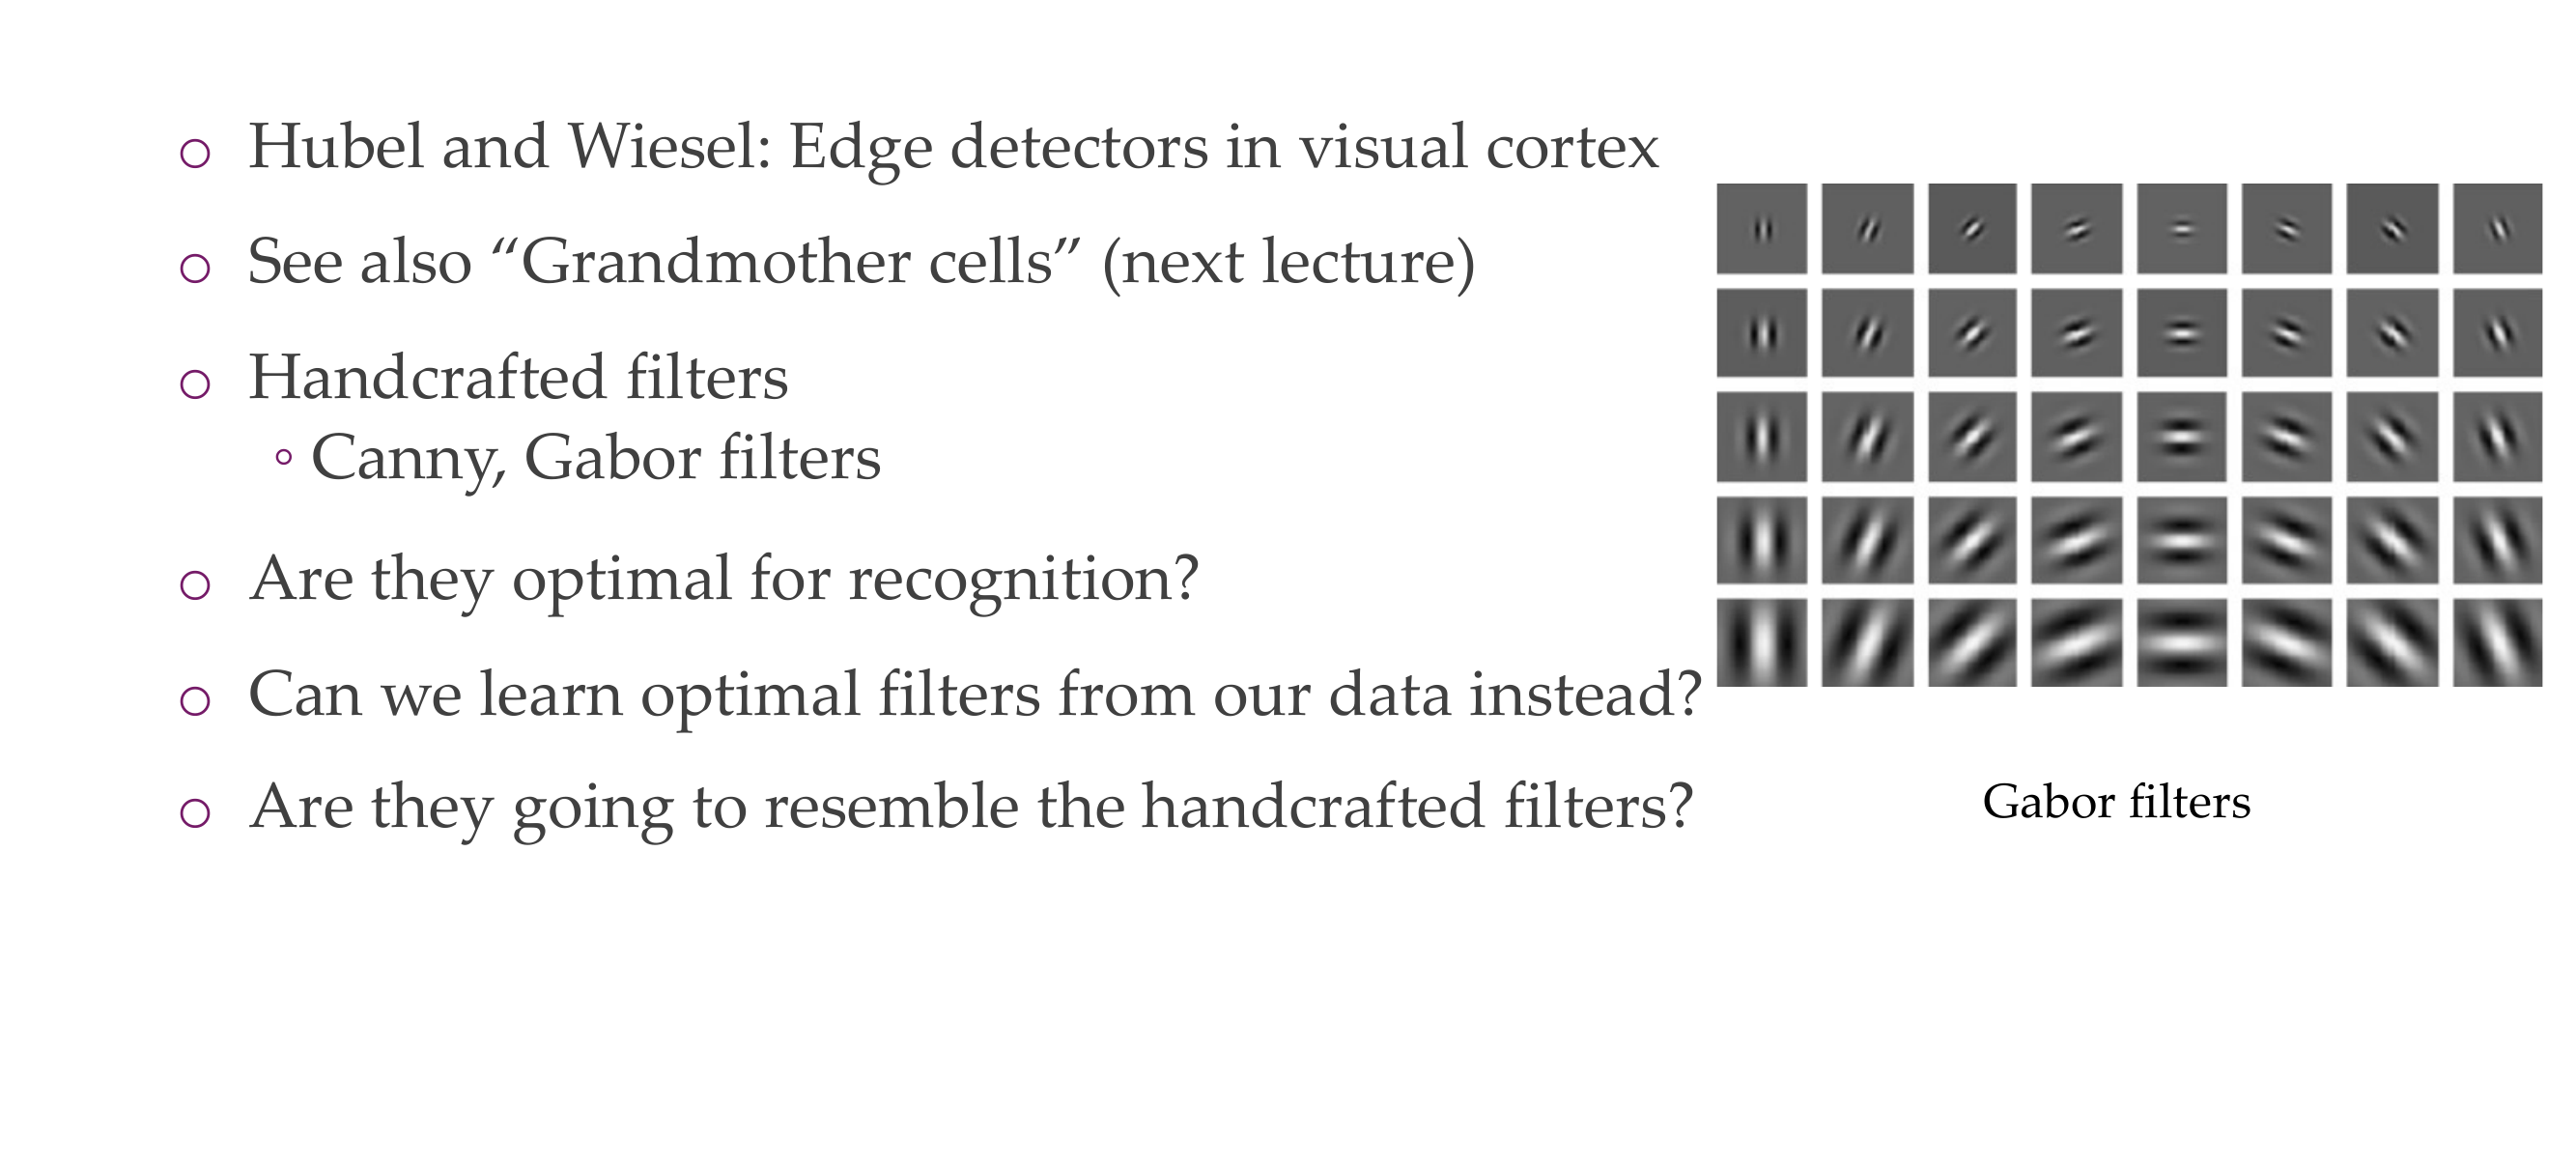 Hubel and Wiesel: Edge detectors in visual cortex
See also “Grandmother cells” (next lecture)
Handcrafted filters
Canny, Gabor filters
Are they optimal for recognition?
Can we learn optimal filters from our data instead?
Are they going to resemble the handcrafted filters?
Gabor filters